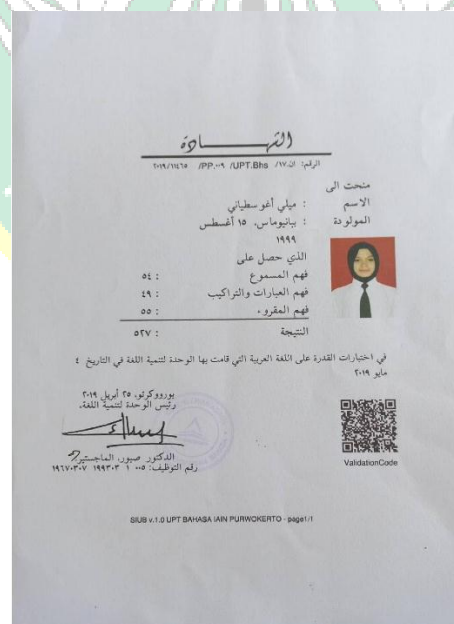 الشهادة
الرقم: ان.١٧/ UPT.Bhs/ PP.٠٠٩/ ٢٠١٩/١١٤٦٥
منحت الى
الاسم : ميلي أغوسطياني
المولودة : ببانيوماس، ١٥ أغسطس
١٩٩٩
الذي حصل على
فهم المسموع : ٥٤
فهم العبارات والتراكيب : ٤٩
فهم المقروء : ٥٥
النتيجة : ٥٢٧
في اختبارات القدرة على اللغة العربية التي قامت بها الوحدة لتنمية اللغة في التاريخ ٤
مايو ٢٠١٩
بوروكرتو، ٢٥ أبريل ٢٠١٩
رئيس الوحدة لتنمية اللغة،
الدكتور صبور، الماجستير
رقم التوظيف: ١٩٦٧٠٣٠٧ ١٩٩٣٠٣ ١ ٠٠٥
ValidationCode
SIUB v.1.0 UPT BAHASA IAIN PURWOKERTO - page1/1